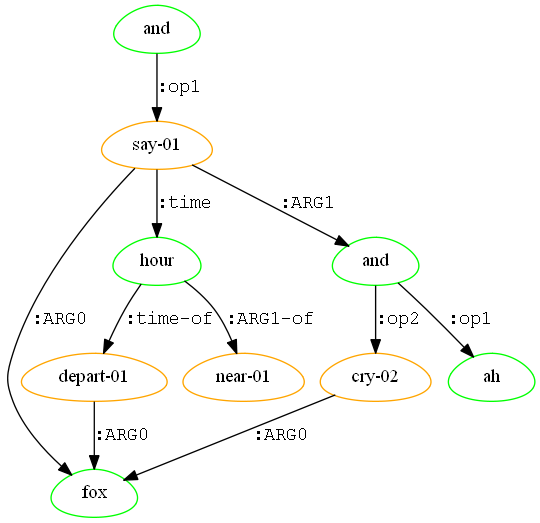 and
:op1
say-01
:time
:ARG1
hour
and
:ARG0
:time-of
:ARG1-of
:op2
:op1
depart-01
near-01
cry-02
ah
:ARG0
:ARG0
fox